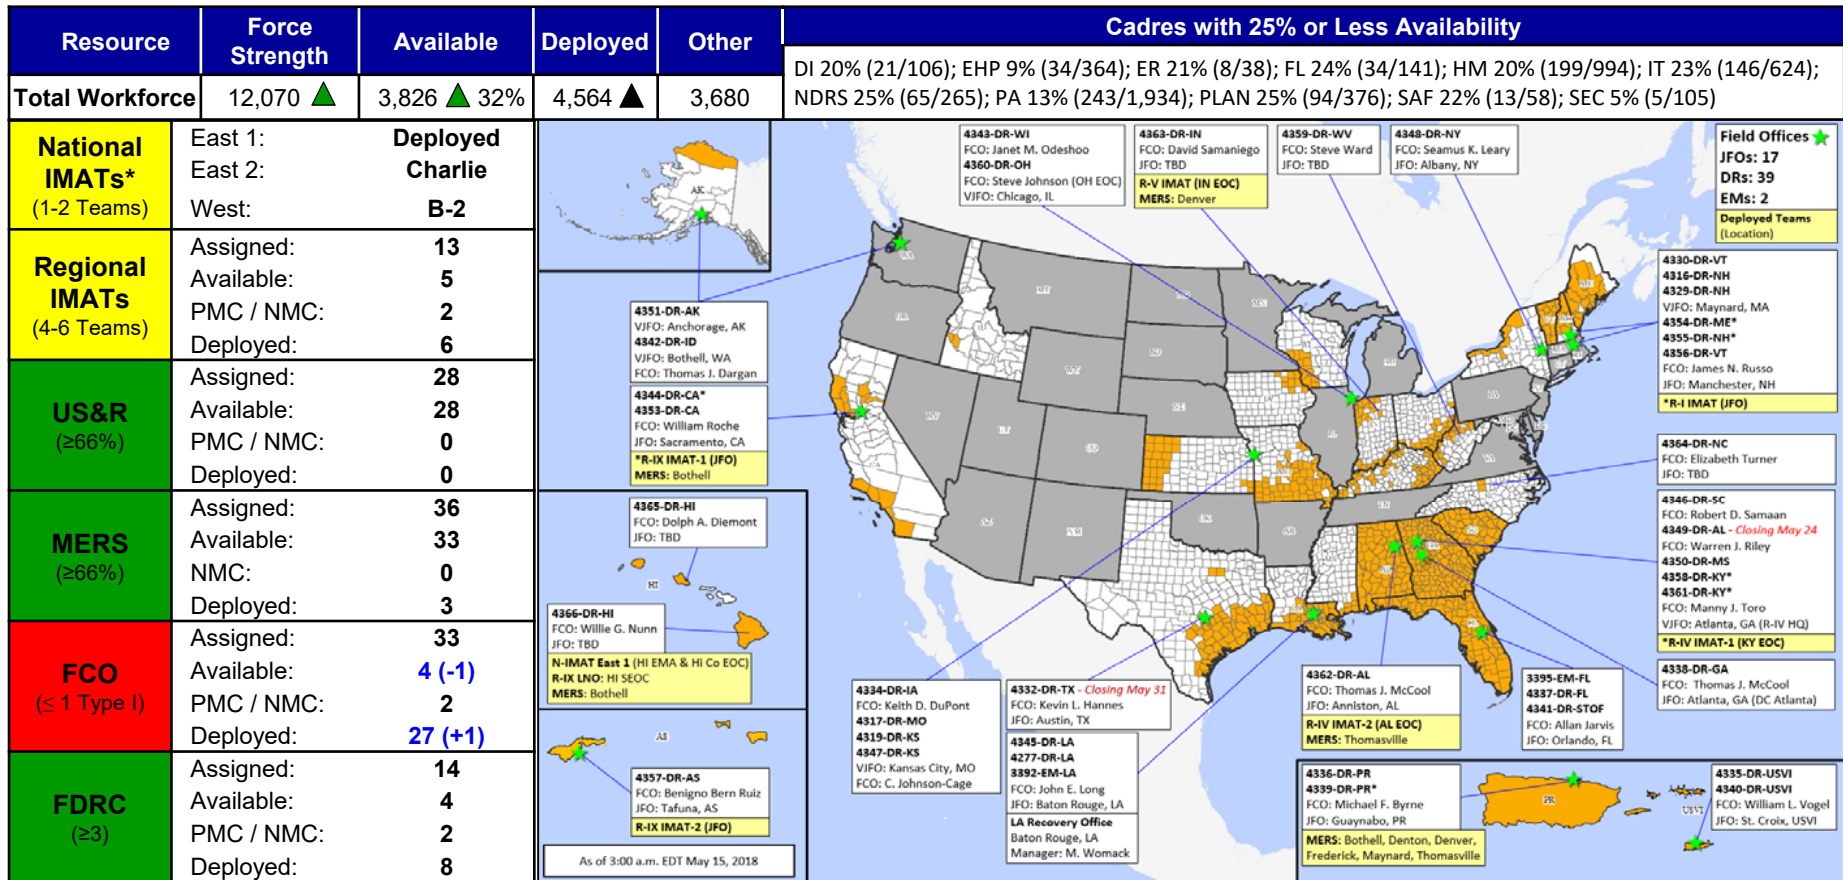 Resource
Force Strength
Available
Deployed
Other
Cadres with 25% or Less Availability
Total Workforce
12,070
3,826 32%
4,564
3,680
DI 20% (21/106); EHP 9% (34/364); ER 21% (8/38); FL 24% (34/141); HM 20% (199/994); IT 23% (146/624);
NDRS 25% (65/265); PA 13% (243/1,934); PLAN 25% (94/376); SAF 22% (13/58); SEC 5% (5/105)
National
IMATs*
(1-2 Teams)
East 1: Deployed
East 2: Charlie
West: B-2
Regional
IMATs
(4-6 Teams)
Assigned: 13
Available: 5
PMC / NMC: 2
Deployed: 6
US&R
(≥66%)
Assigned: 28
Available: 28
PMC / NMC: 0
Deployed: 0
MERS
(≥66%)
Assigned: 36
Available: 33
NMC: 0
Deployed: 3
FCO
(≤ 1 Type I)
Assigned: 33
Available: 4 (-1)
PMC / NMC: 2
Deployed: 27 (+1)
FDRC
(≥3)
Assigned: 14
Available: 4
PMC / NMC: 2
Deployed: 8
AK
4343-DR-WI
FCO: Janet M. Odeshoo
4360-DR-OH
FCO: Steve Johnson (OH EOC)
VJFO: Chicago, IL
4363-DR-IN
FCO: David Samaniego
JFO: TBD
R-V IMAT (IN EOC)
MERS: Denver
4359-DR-WV
FCO: Steve Ward
JFO: TBD
4348-DR-NY
FCO: Seamus K. Leary
JFO: Albany, NY
Field Offices
JFOs: 17
DRs: 39
EMs: 2
Deployed Teams
(Location)
4330-DR-VT
4316-DR-NH
4329-DR-NH
VJFO: Maynard, MA
4354-DR-ME*
4355-DR-NH*
4356-DR-VT
FCO: James N. Russo
JFO: Manchester, NH
*R-I IMAT (JFO)
4351-DR-AK
VJFO: Anchorage, AK
4342-DR-ID
VJFO: Bothell, WA
FCO: Thomas J. Dargan
4344-DR-CA*
4353-DR-CA
FCO: William Roche
JFO: Sacramento, CA
*R-IX IMAT-1 (JFO)
MERS: Bothell
4364-DR-NC
FCO: Elizabeth Turner
JFO: TBD
4365-DR-HI
FCO: Dolph A. Diemont
JFO: TBD
HI
4346-DR-SC
FCO: Robert D. Samaan
4349-DR-AL - Closing May 24
FCO: Warren J. Riley
4350-DR-MS
4358-DR-KY*
4361-DR-KY*
FCO: Manny J. Toro
VJFO: Atlanta, GA (R-IV HQ)
*R-IV IMAT-1 (KY EOC)
4366-DR-HI
FCO: Willie G. Nunn
JFO: TBD
N-IMAT East 1 (HI EMA & Hi Co EOC)
R-IX LNO: HI SEOC
MERS: Bothell
4338-DR-GA
FCO: Thomas J. McCool
JFO: Atlanta, GA (DC Atlanta)
4334-DR-IA
FCO: Keith D. DuPont
4317-DR-MO
4319-DR-KS
4347-DR-KS
VJFO: Kansas City, MO
FCO: C. Johnson-Cage
4332-DR-TX - Closing May 31
FCO: Kevin L. Hannes
JFO: Austin, TX
4345-DR-LA
4277-DR-LA
3392-EM-LA
FCO: John E. Long
JFO: Baton Rouge, LA
LA Recovery Office
Baton Rouge, LA
Manager: M. Womack
4362-DR-AL
FCO: Thomas J. McCool
JFO: Anniston, AL
R-IV IMAT-2 (AL EOC)
MERS: Thomasville
3395-EM-FL
4337-DR-FL
4341-DR-STOF
FCO: Allan Jarvis
JFO: Orlando, FL
AS
4357-DR-AS
FCO: Benigno Bern Ruiz
JFO: Tafuna, AS
R-IX IMAT-2 (JFO)
As of 3:00 a.m. EDT May 15, 2018
4336-DR-PR
4339-DR-PR*
FCO: Michael F. Byrne
JFO: Guaynabo, PR
MERS: Bothell, Denton, Denver,
Frederick, Maynard, Thomasville
PR
USVI
4335-DR-USVI
4340-DR-USVI
FCO: William L. Vogel
JFO: St. Croix, USVI